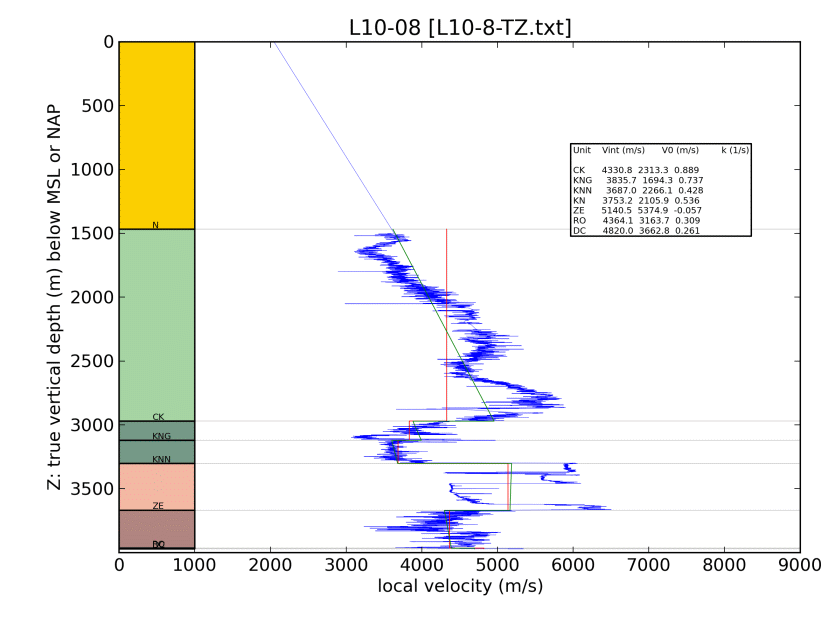 L10-08 [L10-8-TZ.txt]
Z: true vertical depth (m) below MSL or NAP
0
500
1000
1500
2000
2500
3000
3500
N
CK
KNG
KNN
ZE
RO
Unit Vint (m/s) V0 (m/s) k (1/s)
CK 4330.8 2313.3 0.889
KNG 3835.7 1694.3 0.737
KNN 3687.0 2266.1 0.428
KN 3753.2 2105.9 0.536
ZE 5140.5 5374.9 -0.057
RO 4364.1 3163.7 0.309
DC 4820.0 3662.8 0.261
0 1000 2000 3000 4000 5000 6000 7000 8000 9000
local velocity (m/s)